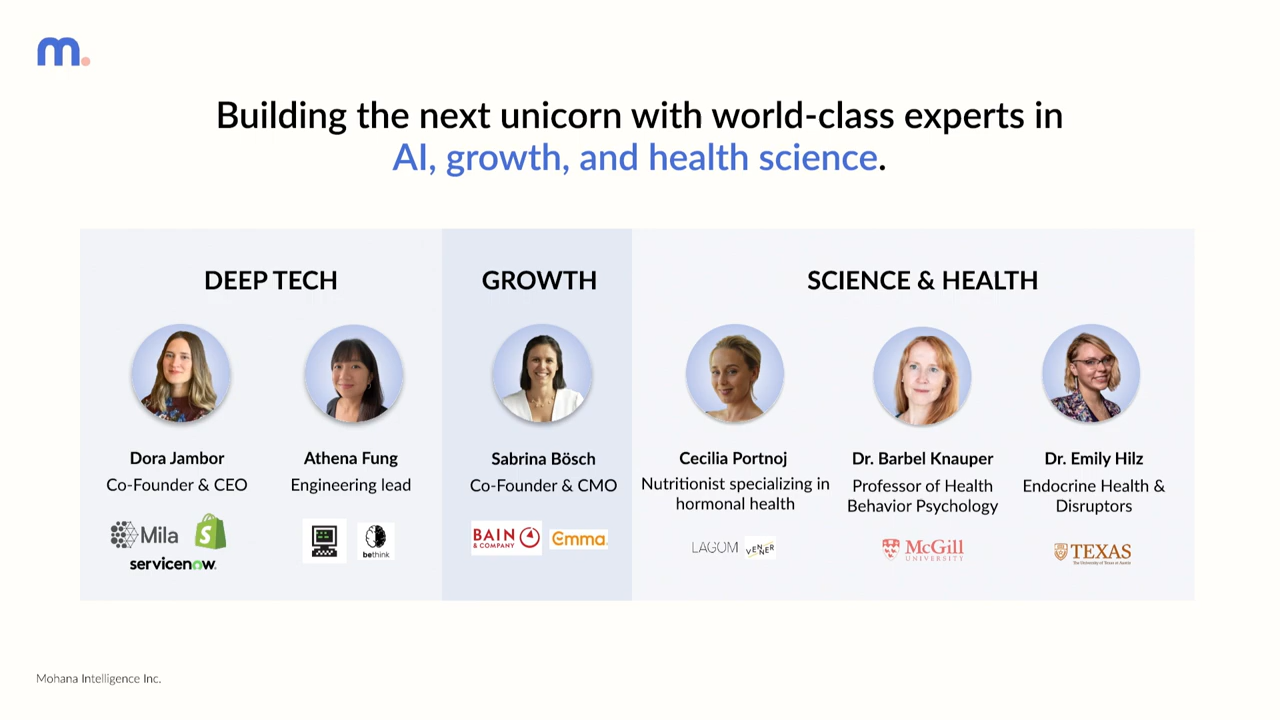 m.
Building the next unicorn with world-class experts in
AI, growth, and health science.
DEEP TECH
Dora Jambor
Co-Founder & CEO
Mila
servicenow
Athena Fung
Engineering lead
bethink
GROWTH
Sabrina Bösch
Co-Founder & CMO
BAIN
& COMPANY
emma
SCIENCE & HEALTH
Cecilia Portnoj
Nutritionist specializing in
hormonal health
LAGOM
VENNER
Dr. Barbel Knauper
Professor of Health
Behavior Psychology
McGill
UNIVERSITY
Dr. Emily Hilz
Endocrine Health &
Disruptors
TEXAS
The University of Texas at Austin
Mohana Intelligence Inc.